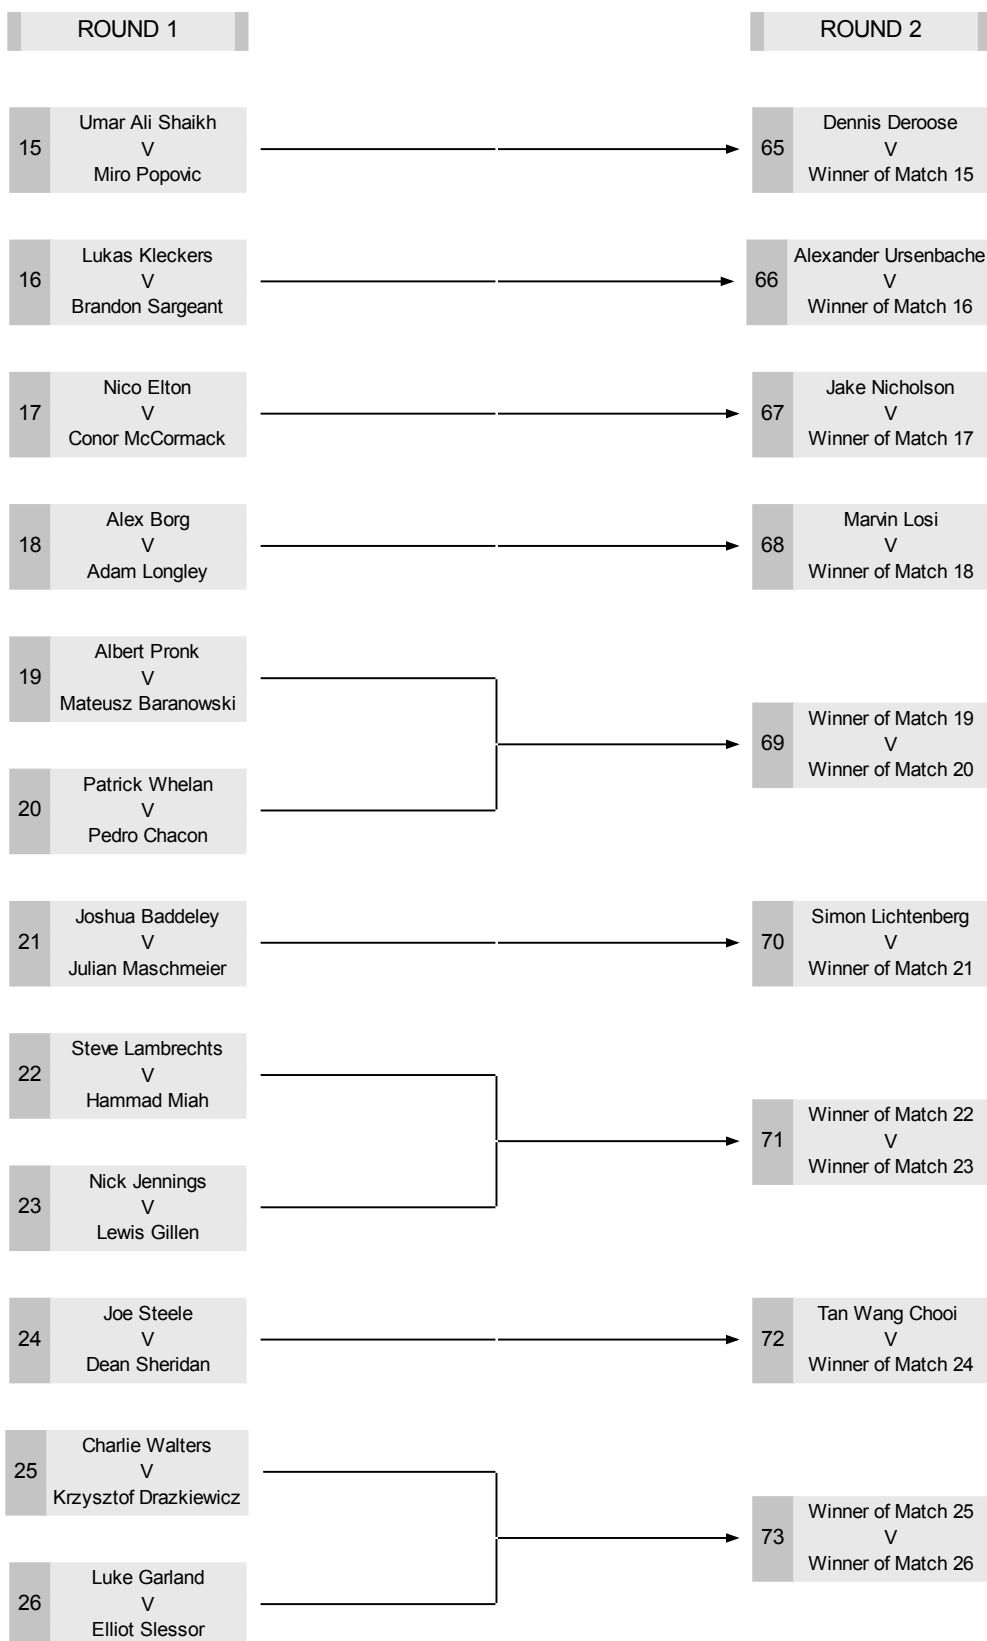 ROUND 1
ROUND 2
15
Umar Ali Shaikh
V
Miro Popovic
65
Dennis Deroose
V
Winner of Match 15
16
Lukas Kleckers
V
Brandon Sargeant
66
Alexander Ursenbache
V
Winner of Match 16
17
Nico Elton
V
Conor McCormack
67
Jake Nicholson
V
Winner of Match 17
18
Alex Borg
V
Adam Longley
68
Marvin Losi
V
Winner of Match 18
19
Albert Pronk
V
Mateusz Baranowski
20
Patrick Whelan
V
Pedro Chacon
69
Winner of Match 19
V
Winner of Match 20
21
Joshua Baddeley
V
Julian Maschmeier
70
Simon Lichtenberg
V
Winner of Match 21
22
Steve Lambrechts
V
Hammad Miah
23
Nick Jennings
V
Lewis Gillen
71
Winner of Match 22
V
Winner of Match 23
24
Joe Steele
V
Dean Sheridan
72
Tan Wang Chooi
V
Winner of Match 24
25
Charlie Walters
V
Krzysztof Drazkiewicz
26
Luke Garland
V
Elliot Slessor
73
Winner of Match 25
V
Winner of Match 26